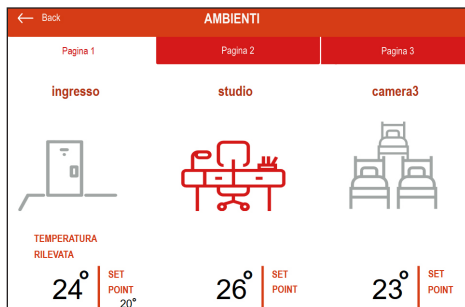 Back
AMBIENTI
Pagina 1
Pagina 2
Pagina 3
ingresso
studio
camera3
TEMPERATURA
RILEVATA
24°
SET
POINT
20°
26°
SET
POINT
23°
SET
POINT